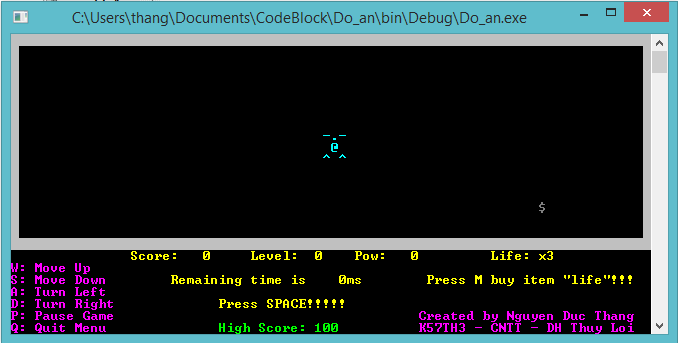 C:\Users\thang\Documents\CodeBlock\Do_an\bin\Debug\Do_an.exe
-.-
@
^ ^
$
Score: 0 Level: 0 Pow: 0 Life: x3
W: Move Up
S: Move Down Remaining time is 0ms Press M buy item "life"!!!
A: Turn Left
D: Turn Right Press SPACE!!!!!
P: Pause Game Created by Nguyen Duc Thang
Q: Quit Menu High Score: 100 K57TH3 - CNTT - DH Thuy Loi